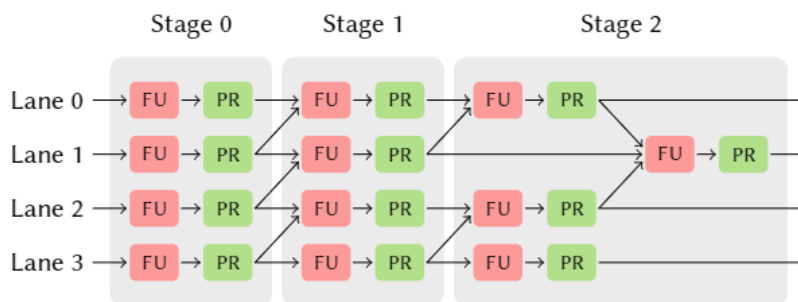 Stage 0 Stage 1 Stage 2
Lane 0 FU PR FU PR FU PR
Lane 1 FU PR FU PR FU PR
Lane 2 FU PR FU PR FU PR
Lane 3 FU PR FU PR FU PR